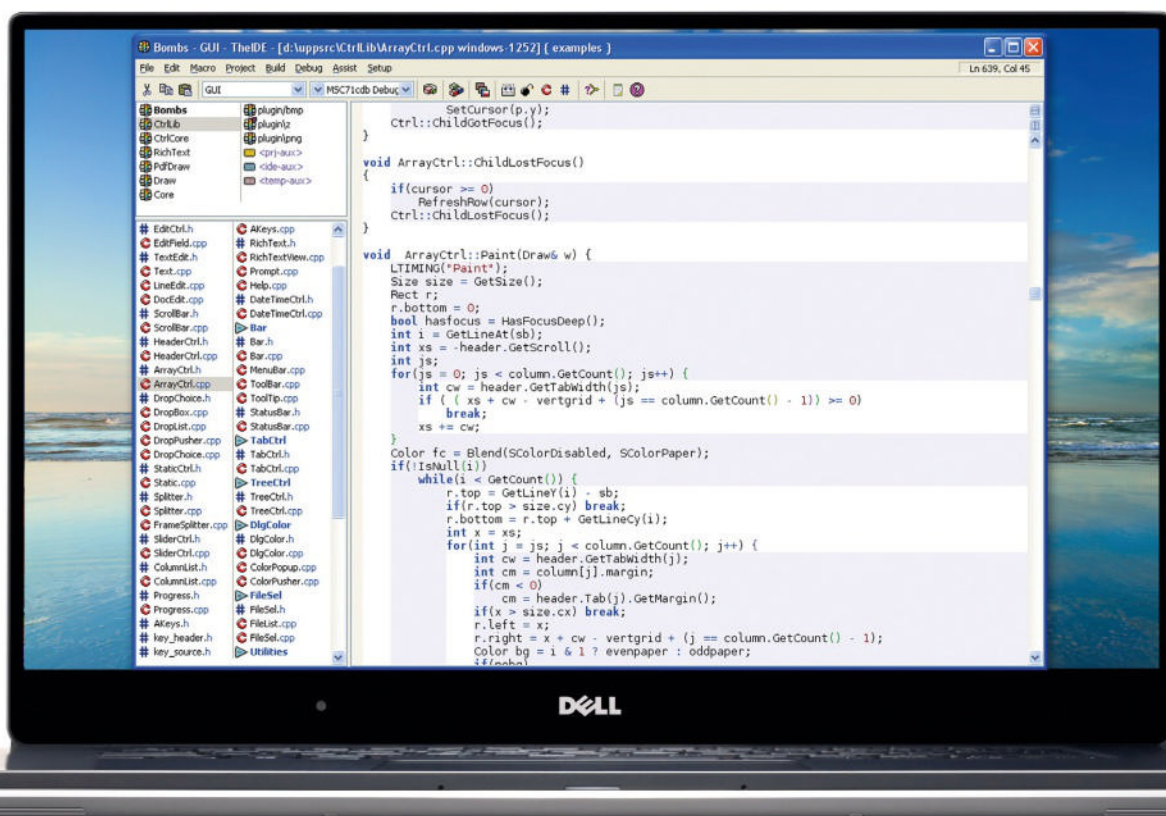 Bombs - GUI - TheIDE - [d:\uppsrc\CtrlLib\ArrayCtrl.cpp windows-1252] { examples }
File Edit Macro Project Build Debug Assist Setup
Ln 639, Col 45
GUI
MSC71cdb Debug
Bombs
CtrlLib
CtrlCore
RichText
PdfDraw
Draw
Core
plugin/bmp
plugin\z
plugin\png
<prj-aux>
<ide-aux>
<temp-aux>
# EditCtrl.h
EditField.cpp
# TextEdit.h
Text.cpp
LineEdit.cpp
DocEdit.cpp
# ScrollBar.h
ScrollBar.cpp
# HeaderCtrl.h
HeaderCtrl.cpp
# ArrayCtrl.h
ArrayCtrl.cpp
# DropChoice.h
DropBox.cpp
DropList.cpp
DropPusher.cpp
DropChoice.cpp
# StaticCtrl.h
Static.cpp
# Splitter.h
Splitter.cpp
FrameSplitter.cpp
# SliderCtrl.h
SliderCtrl.cpp
# ColumnList.h
ColumnList.cpp
# Progress.h
Progress.cpp
# AKeys.h
# key_header.h
# key_source.h
AKeys.cpp
# RichText.h
RichTextView.cpp
Prompt.cpp
Help.cpp
# DateTimeCtrl.h
DateTimeCtrl.cpp
Bar
# Bar.h
Bar.cpp
MenuBar.cpp
ToolBar.cpp
ToolTip.cpp
# StatusBar.h
StatusBar.cpp
TabCtrl
# TabCtrl.h
TabCtrl.cpp
TreeCtrl
# TreeCtrl.h
TreeCtrl.cpp
DlgColor
# DlgColor.h
DlgColor.cpp
ColorPopup.cpp
ColorPusher.cpp
FileSel
# FileSel.h
FileList.cpp
FileSel.cpp
Utilities
SetCursor(p.y);
Ctrl::ChildGotFocus();
}
void ArrayCtrl::ChildLostFocus()
{
if(cursor >= 0)
RefreshRow(cursor);
Ctrl::ChildLostFocus();
}
void ArrayCtrl::Paint(Draw& w) {
LTIMING("Paint");
Size size = GetSize();
Rect r;
r.bottom = 0;
bool hasfocus = HasFocusDeep();
int i = GetLineAt(sb);
int xs = -header.GetScroll();
int js;
for(js = 0; js < column.GetCount(); js++) {
int cw = header.GetTabWidth(js);
if ( ( xs + cw - vertgrid + (js == column.GetCount() - 1)) >= 0)
break;
xs += cw;
}
Color fc = Blend(SColorDisabled, SColorPaper);
if(!IsNull(i))
while(i < GetCount()) {
r.top = GetLineY(i) - sb;
if(r.top > size.cy) break;
r.bottom = r.top + GetLineCy(i);
int x = xs;
for(int j = js; j < column.GetCount(); j++) {
int cw = header.GetTabWidth(j);
int cm = column[j].margin;
if(cm < 0)
cm = header.Tab(j).GetMargin();
if(x > size.cx) break;
r.left = x;
r.right = x + cw - vertgrid + (j == column.GetCount() - 1);
Color bg = i & 1 ? evenpaper : oddpaper;
if(nobg)
DELL